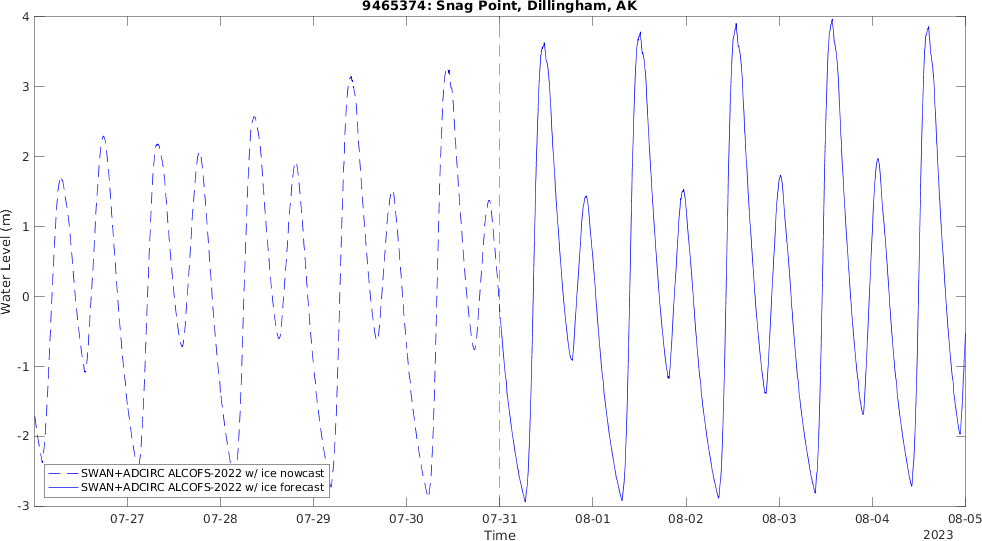 9465374: Snag Point, Dillingham, AK
Water Level (m)
4
3
2
1
0
-1
-2
-3
SWAN+ADCIRC ALCOFS-2022 w/ ice nowcast
SWAN+ADCIRC ALCOFS-2022 w/ ice forecast
07-27 07-28 07-29 07-30 07-31 08-01 08-02 08-03 08-04 08-05
Time
2023